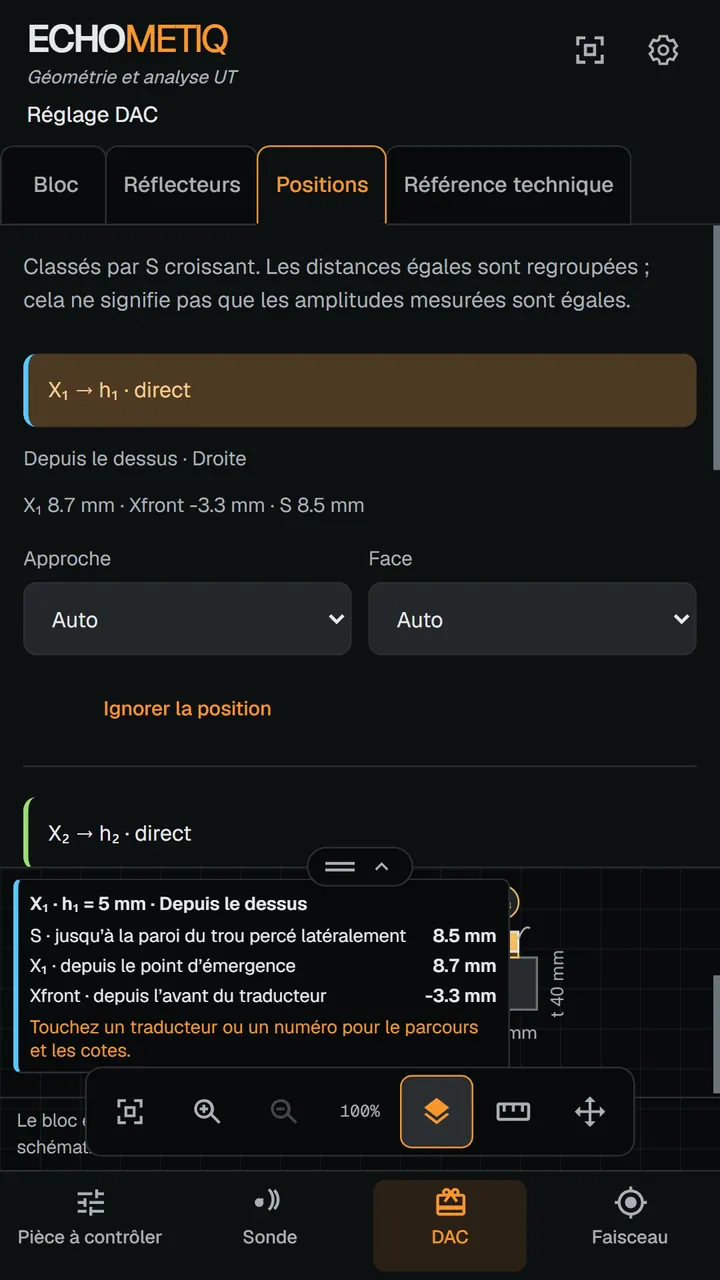 ECHOMETIQ
Géométrie et analyse UT
Réglage DAC
Bloc
Réflecteurs
Positions
Référence technique
Classés par S croissant. Les distances égales sont regroupées ;
cela ne signifie pas que les amplitudes mesurées sont égales.
X₁ → h₁ · direct
Depuis le dessus · Droite
X₁ 8.7 mm · Xfront -3.3 mm · S 8.5 mm
Approche
Face
Auto
Auto
Ignorer la position
X₂ → h₂ · direct
X₁ · h₁ = 5 mm · Depuis le dessus
S · jusqu'à la paroi du trou percé latéralement 8.5 mm
X₁ · depuis le point d'émergence 8.7 mm
Xfront · depuis l'avant du traducteur -3.3 mm
Touchez un traducteur ou un numéro pour le parcours
et les cotes.
t 40 mm
mm
Le bloc
schémat
100%
Pièce à contrôler
Sonde
DAC
Faisceau